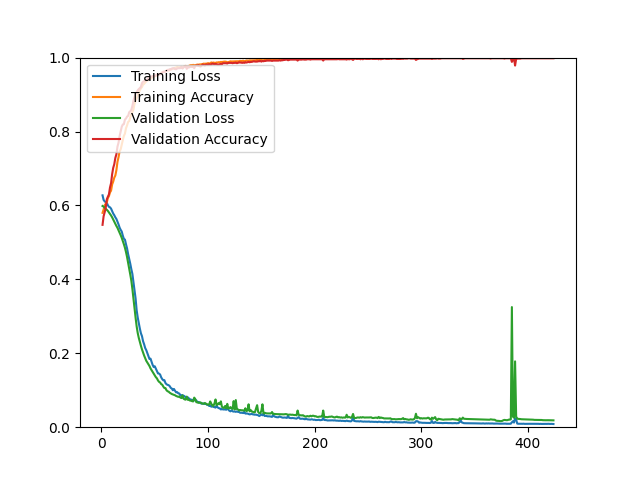 1.0
0.8
0.6
0.4
0.2
0.0
Training Loss
Training Accuracy
Validation Loss
Validation Accuracy
0 100 200 300 400